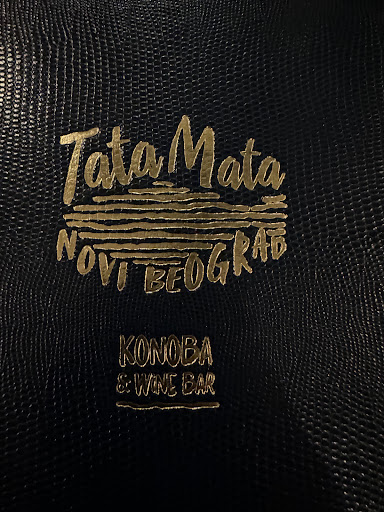 Tata Mata
NOVI BEOGRAD
KONOBA
& WINE BAR